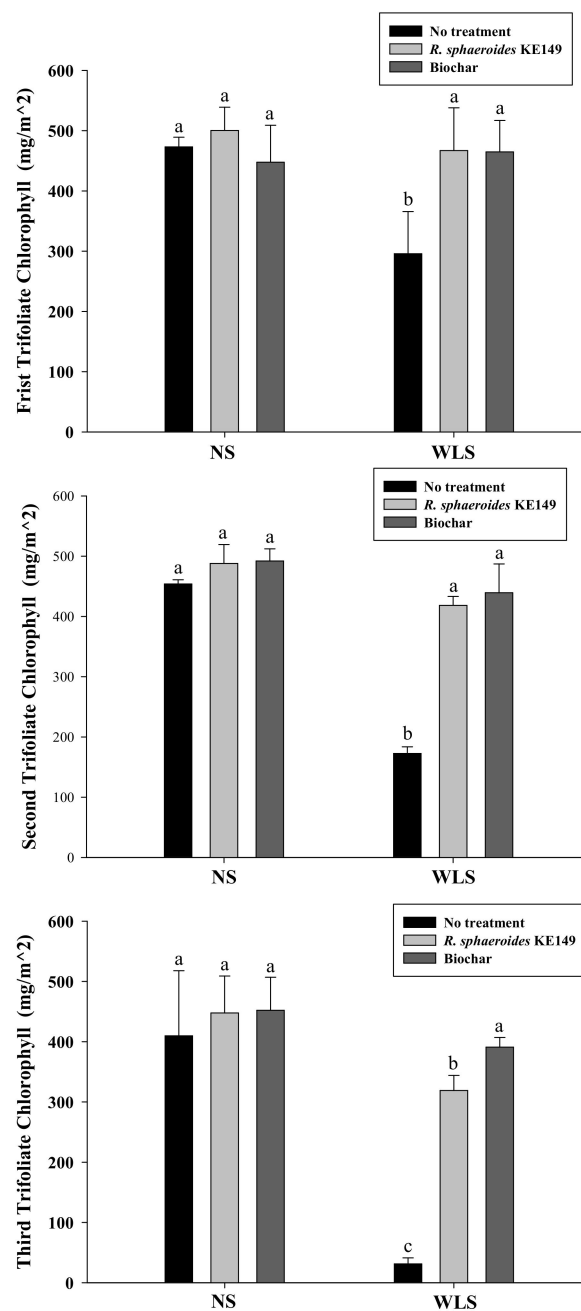 No treatment
R. sphaeroides KE149
Biochar
Frist Trifoliate Chlorophyll (mg/m^2)
600
500
400
300
200
100
0
a
a
a
b
a
a
NS
WLS
No treatment
R. sphaeroides KE149
Biochar
Second Trifoliate Chlorophyll (mg/m^2)
600
500
400
300
200
100
0
a
a
a
b
a
a
NS
WLS
No treatment
R. sphaeroides KE149
Biochar
Third Trifoliate Chlorophyll (mg/m^2)
600
500
400
300
200
100
0
a
a
a
c
b
a
NS
WLS